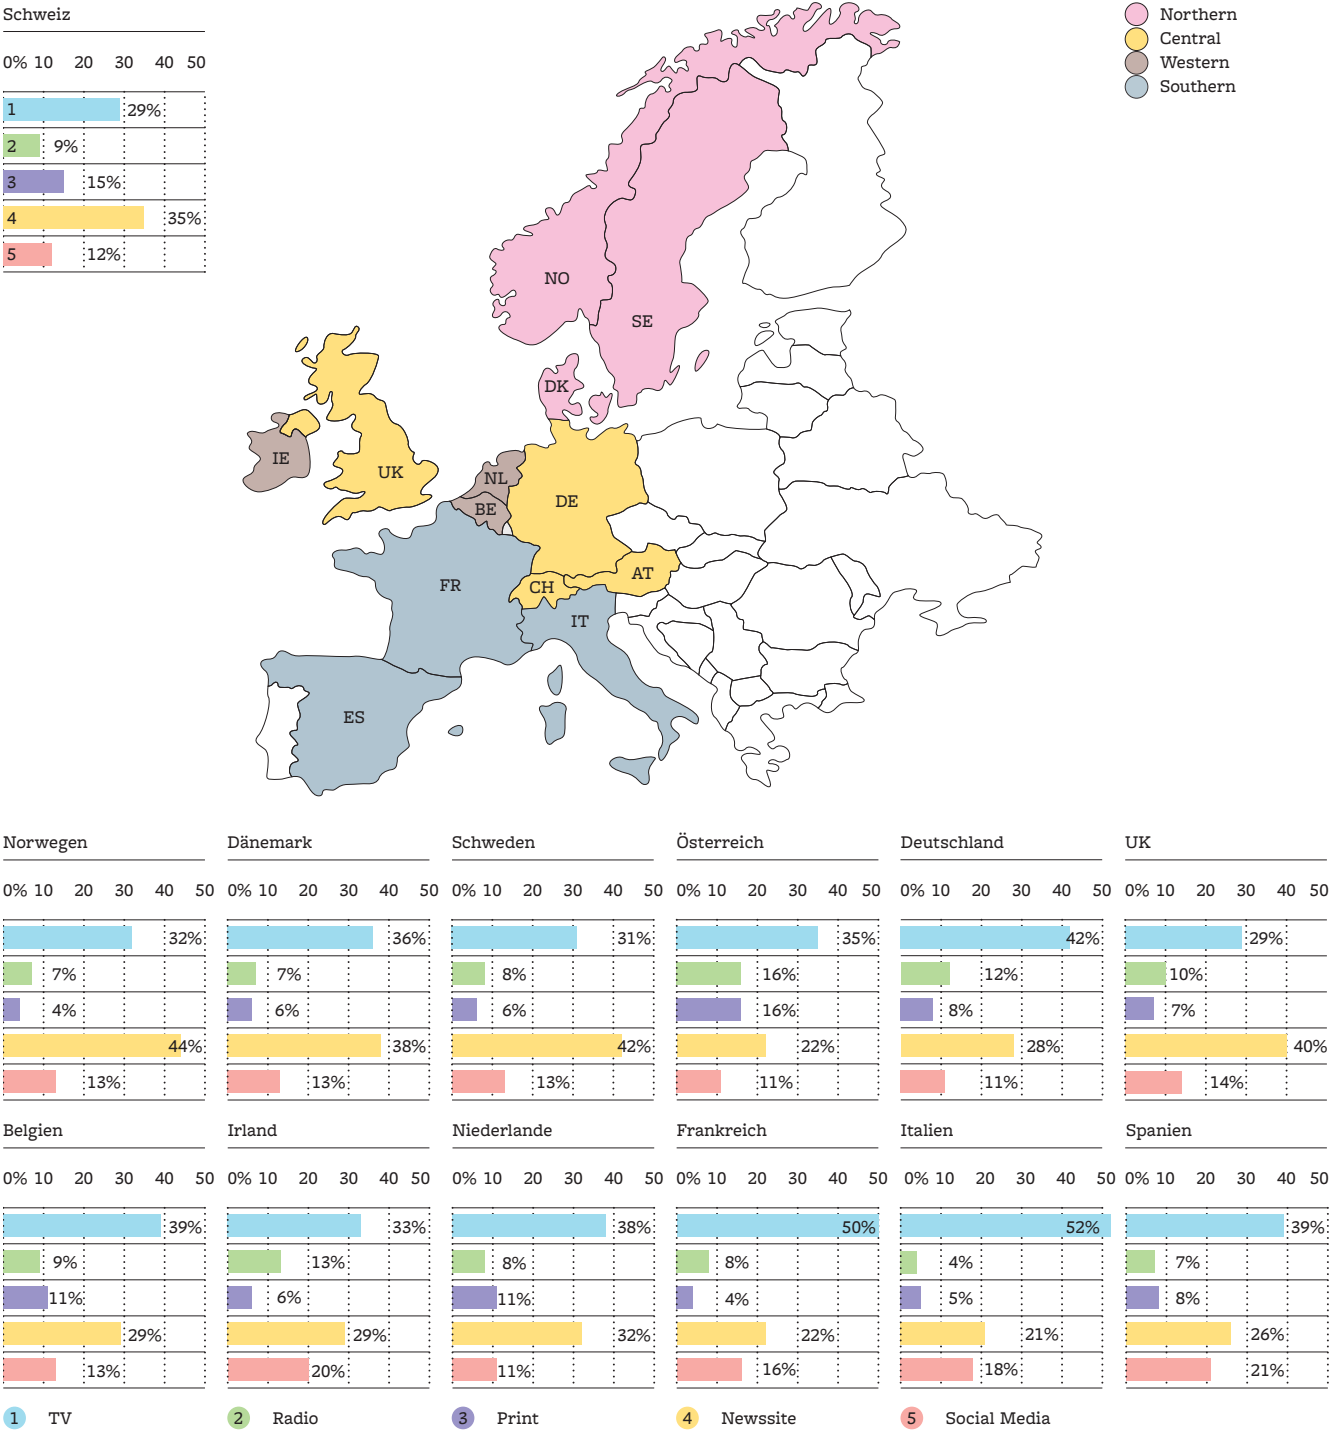 Schweiz
0% 10 20 30 40 50
1 29%
2 9%
3 15%
4 35%
5 12%
Northern
Central
Western
Southern
NO
SE
DK
IE
UK
NL
BE
DE
FR
CH
AT
IT
ES
Norwegen Dänemark Schweden Österreich Deutschland UK
0% 10 20 30 40 50 0% 10 20 30 40 50 0% 10 20 30 40 50 0% 10 20 30 40 50 0% 10 20 30 40 50 0% 10 20 30 40 50
32% 36% 31% 35% 42% 29%
7% 7% 8% 16% 12% 10%
4% 6% 6% 16% 8% 7%
44% 38% 42% 22% 28% 40%
13% 13% 13% 11% 11% 14%
Belgien Irland Niederlande Frankreich Italien Spanien
0% 10 20 30 40 50 0% 10 20 30 40 50 0% 10 20 30 40 50 0% 10 20 30 40 50 0% 10 20 30 40 50 0% 10 20 30 40 50
39% 33% 38% 50% 52% 39%
9% 13% 8% 8% 4% 7%
11% 6% 11% 4% 5% 8%
29% 29% 32% 22% 21% 26%
13% 20% 11% 16% 18% 21%
1 TV 2 Radio 3 Print 4 Newssite 5 Social Media